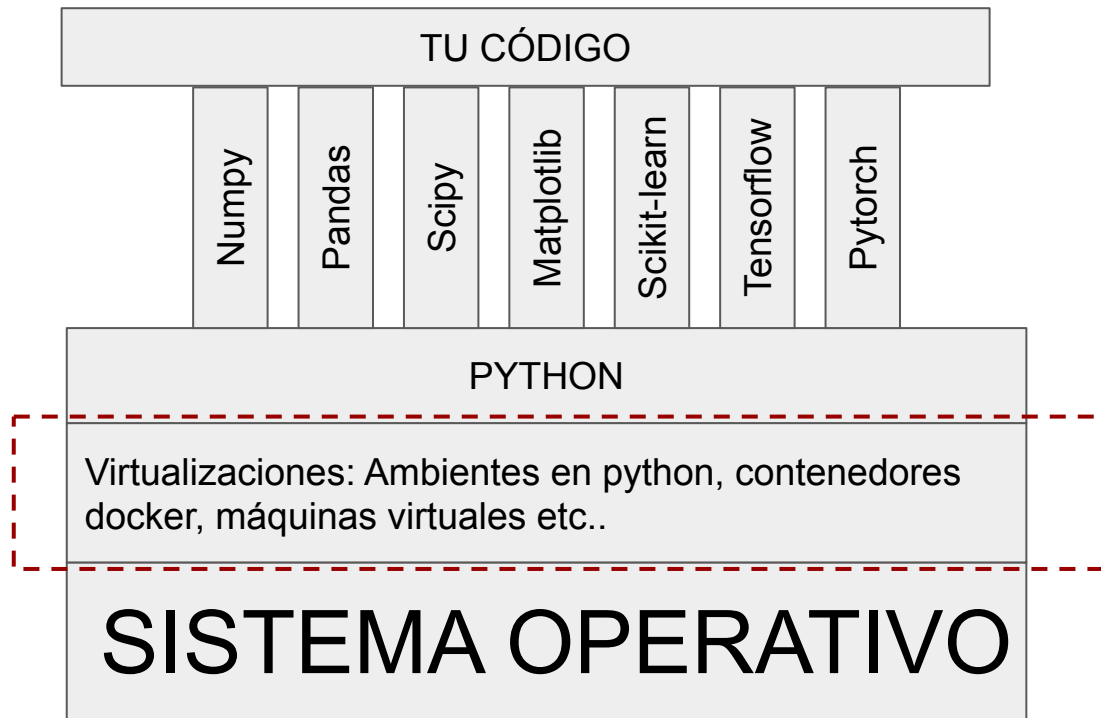 TU CÓDIGO
Numpy
Pandas
Scipy
Matplotlib
Scikit-learn
Tensorflow
Pytorch
PYTHON
Virtualizaciones: Ambientes en python, contenedores
docker, máquinas virtuales etc..
SISTEMA OPERATIVO